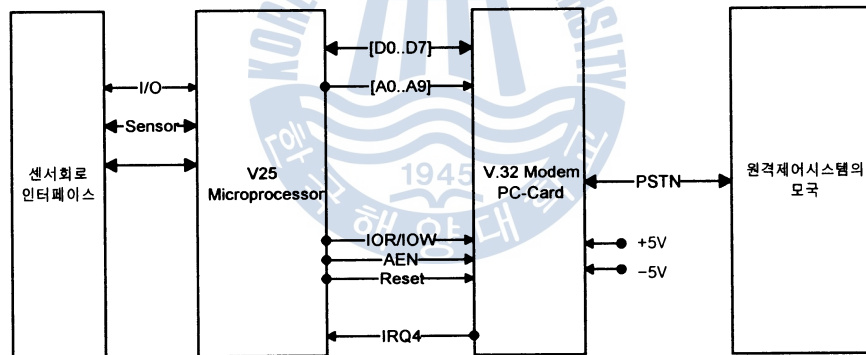 [D0..D7]
I/O
[A0..A9]
Sensor
센서회로
인터페이스
V25
Microprocessor
1945
V.32 Modem
PC-Card
PSTN
원격제어시스템의
모국
IOR/IOW
+5V
AEN
−5V
Reset
IRQ4